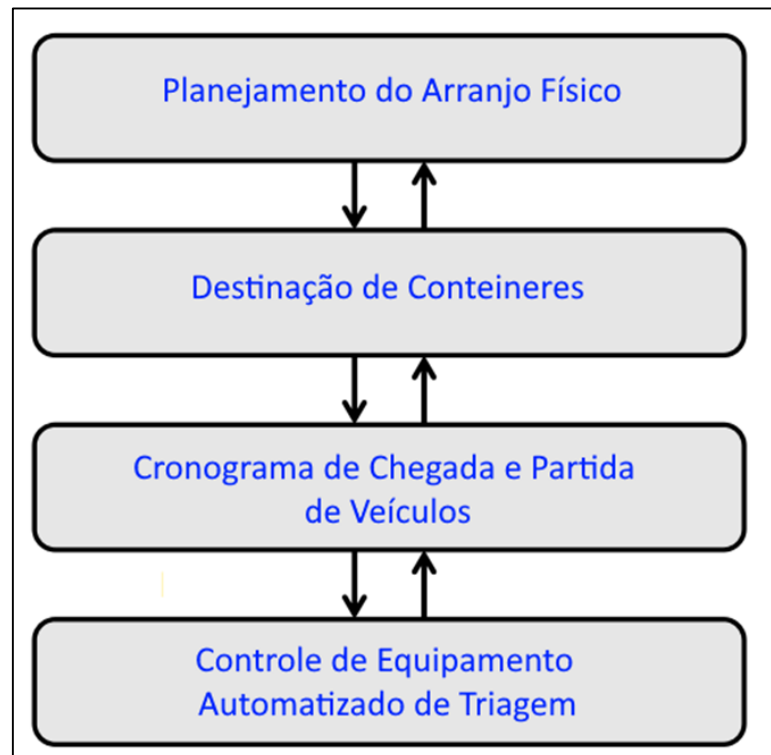 Planejamento do Arranjo Físico
Destinação de Conteineres
Cronograma de Chegada e Partida
de Veículos
Controle de Equipamento
Automatizado de Triagem